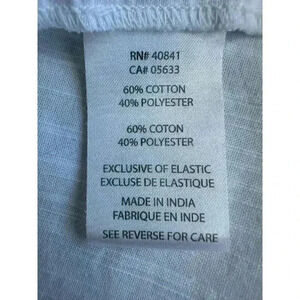 RN# 40841
CA# 05633
60% COTTON
40% POLYESTER
60% COTON
40% POLYESTER
EXCLUSIVE OF ELASTIC
EXCLUSE DE ELASTIQUE
MADE IN INDIA
FABRIQUE EN INDE
SEE REVERSE FOR CARE